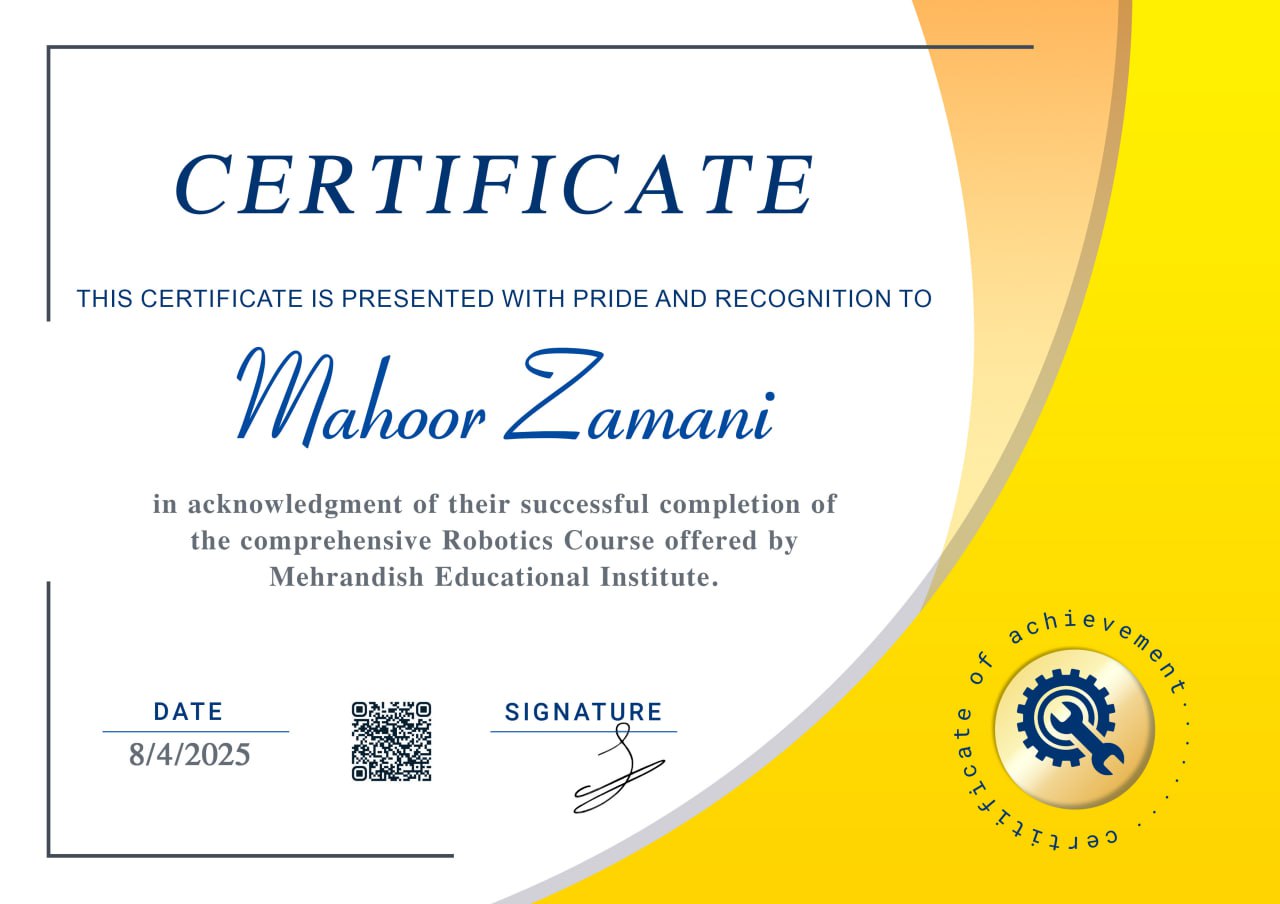 CERTIFICATE
THIS CERTIFICATE IS PRESENTED WITH PRIDE AND RECOGNITION TO
Mahoor Zamani
in acknowledgment of their successful completion of
the comprehensive Robotics Course offered by
Mehrandish Educational Institute.
DATE
8/4/2025
SIGNATURE
certificate of achievement.........